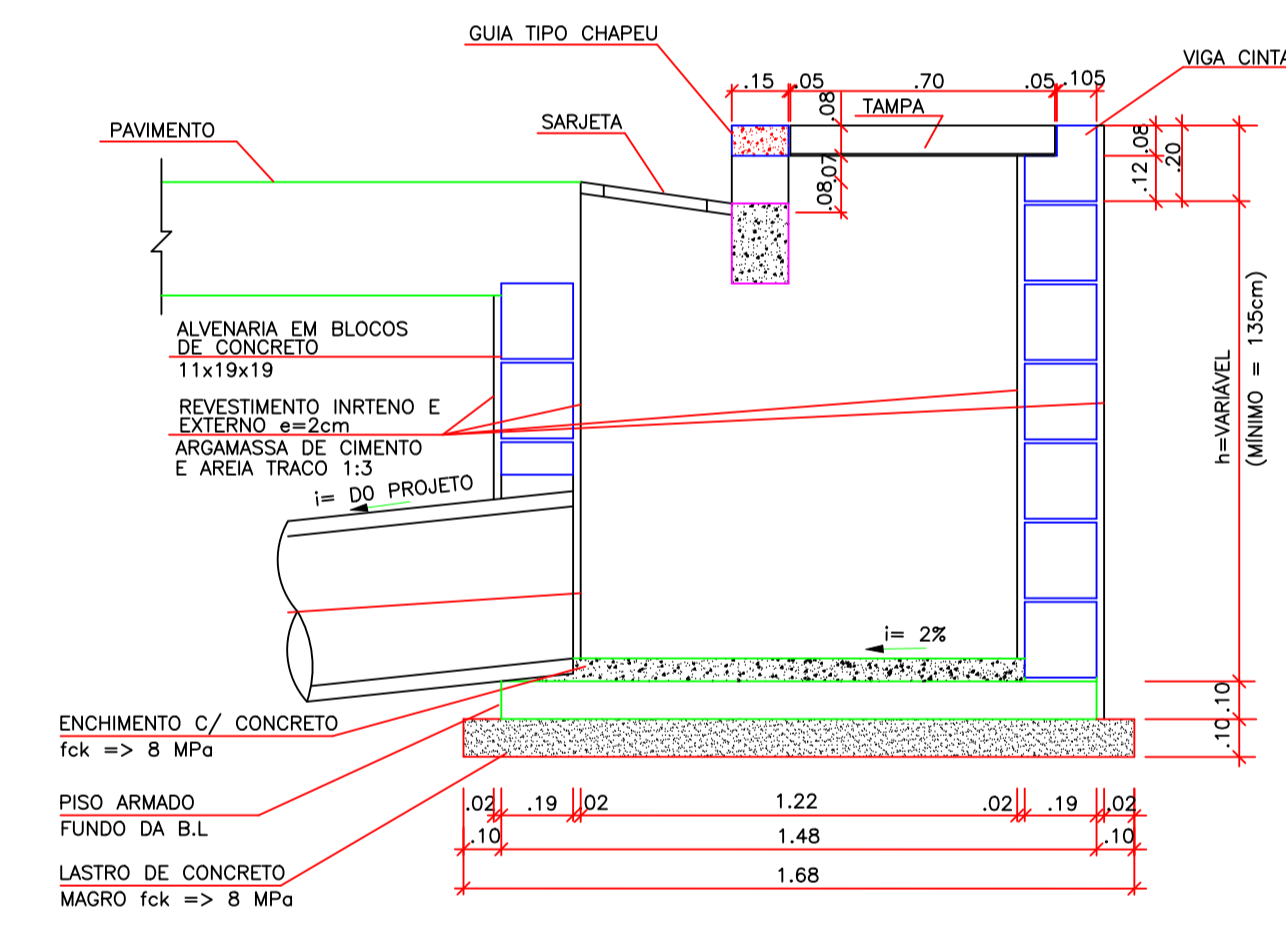 GUIA TIPO CHAPEU
VIGA CINTA
.15 .05 .70 .05 .105
.08
TAMPA
SARJETA
PAVIMENTO
.07
.08
.08
.12
.20
ALVENARIA EM BLOCOS
DE CONCRETO
11x19x19
REVESTIMENTO INRTENO E
EXTERNO e=2cm
ARGAMASSA DE CIMENTO
E AREIA TRACO 1:3
i= DO PROJETO
h=VARIÁVEL
(MÍNIMO = 135cm)
i= 2%
.10
.10
ENCHIMENTO C/ CONCRETO
fck => 8 MPa
PISO ARMADO
FUNDO DA B.L
LASTRO DE CONCRETO
MAGRO fck => 8 MPa
.02 .19 .02 1.22 .02 .19 .02
.10 1.48 .10
1.68